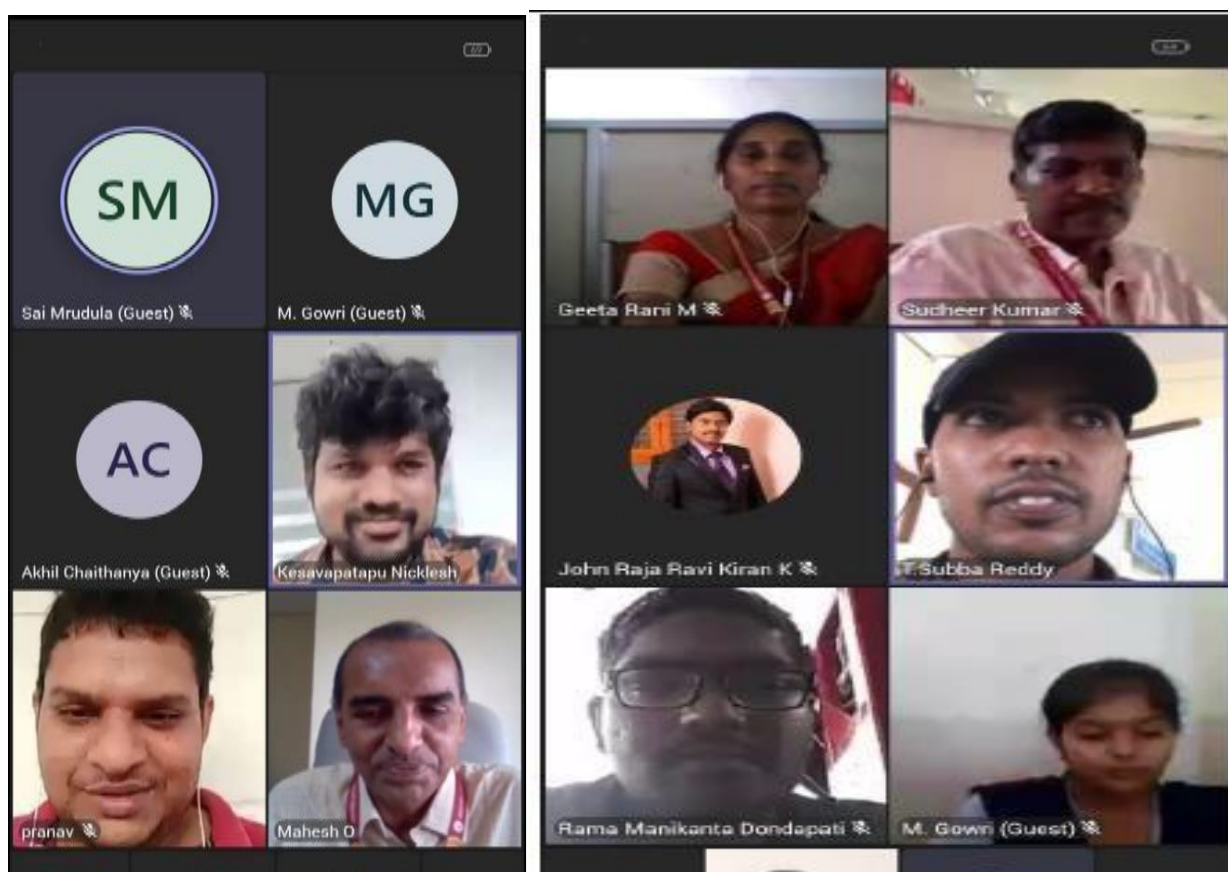 SM
MG
Sai Mrudula (Guest)
M. Gowri (Guest)
AC
Akhil Chaithanya (Guest)
Kesavapatapu Nicklesh
pranav
Mahesh O
Geeta Rani M
Sudheer Kumar
John Raja Ravi Kiran K
T.Subba Reddy
Rama Manikanta Dondapati
M. Gowri (Guest)